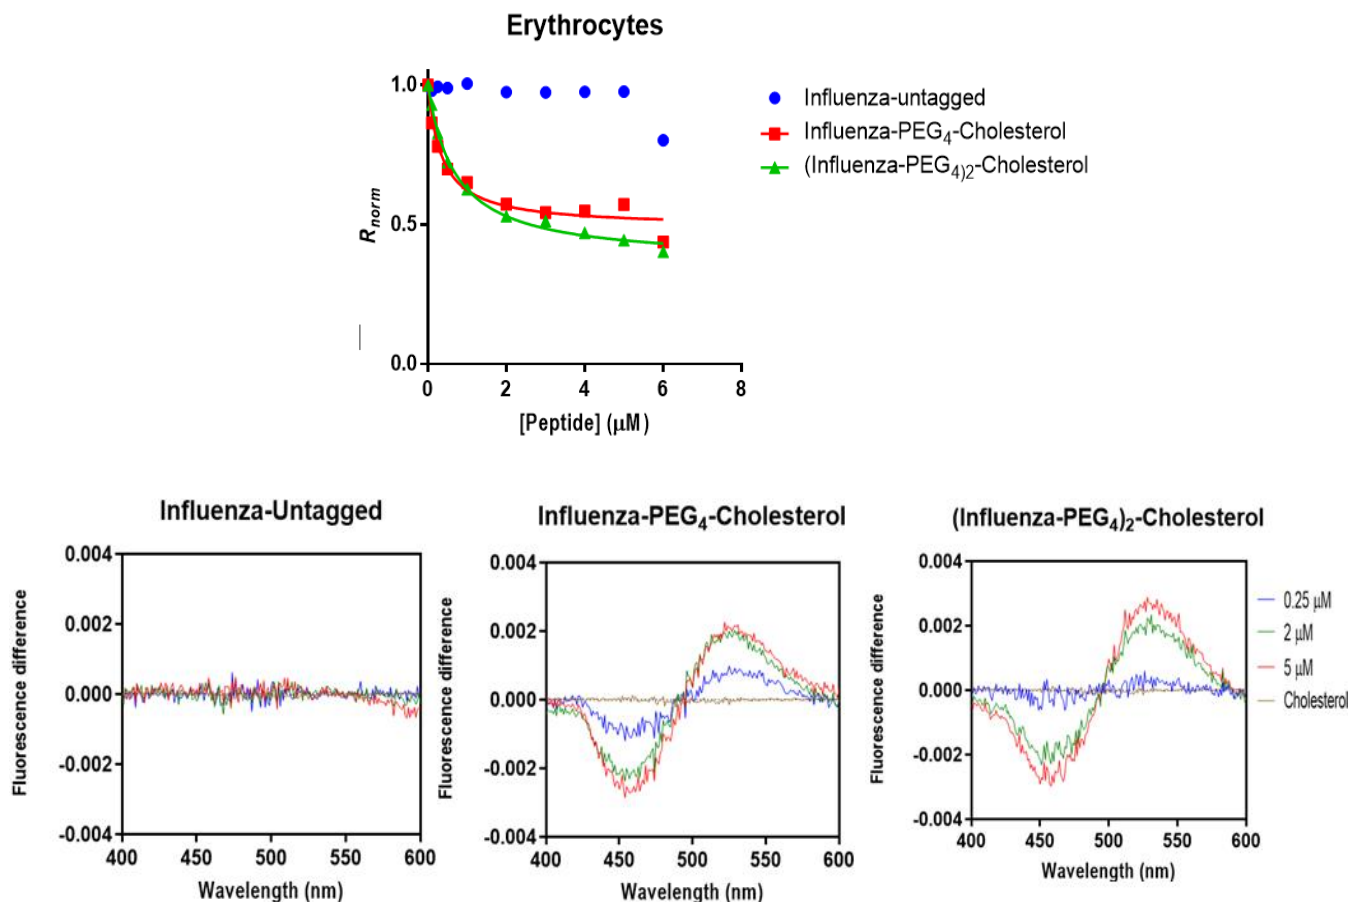 Erythrocytes
1.0
0.5
0.0
R_norm
0 2 4 6 8
[Peptide] (μM)
Influenza-untagged
Influenza-PEG₄-Cholesterol
(Influenza-PEG₄)₂-Cholesterol
Influenza-Untagged
0.004
0.002
0.000
-0.002
-0.004
Fluorescence difference
400 450 500 550 600
Wavelength (nm)
Influenza-PEG₄-Cholesterol
0.004
0.002
0.000
-0.002
-0.004
Fluorescence difference
400 450 500 550 600
Wavelength (nm)
(Influenza-PEG₄)₂-Cholesterol
0.004
0.002
0.000
-0.002
-0.004
Fluorescence difference
400 450 500 550 600
Wavelength (nm)
0.25 μM
2 μM
5 μM
Cholesterol